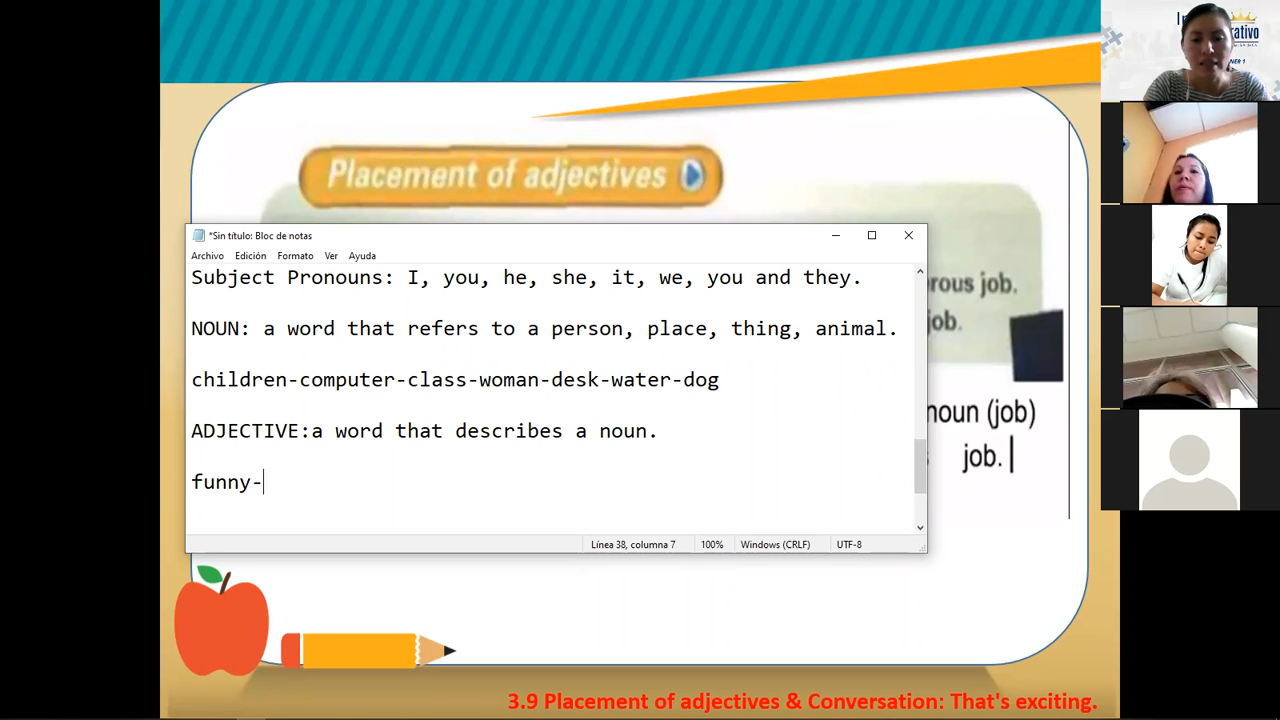 Placement of adjectives
*Sin título: Bloc de notas
Archivo Edición Formato Ver Ayuda
Subject Pronouns: I, you, he, she, it, we, you and they.
NOUN: a word that refers to a person, place, thing, animal.
children-computer-class-woman-desk-water-dog
ADJECTIVE:a word that describes a noun.
funny-
Línea 38, columna 7 100% Windows (CRLF) UTF-8
job.
job.
noun (job)
job.
3.9 Placement of adjectives & Conversation: That's exciting.